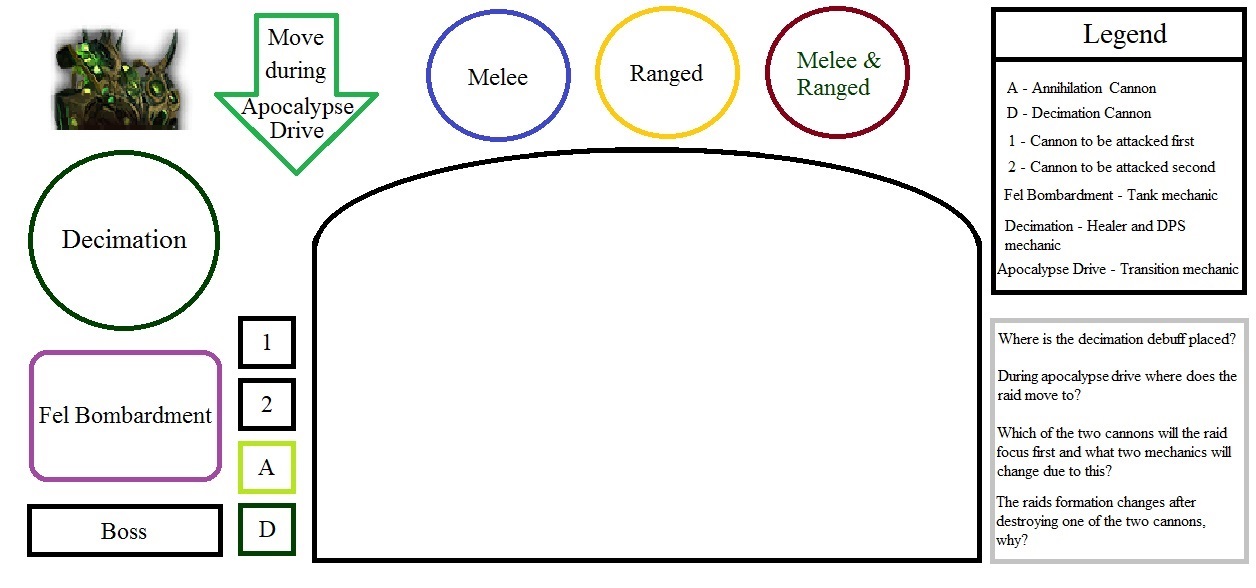 Move
during
Apocalypse
Drive
Melee
Ranged
Melee &
Ranged
Legend
A - Annihilation Cannon
D - Decimation Cannon
1 - Cannon to be attacked first
2 - Cannon to be attacked second
Fel Bombardment - Tank mechanic
Decimation - Healer and DPS
mechanic
Apocalypse Drive - Transition mechanic
Decimation
1
2
Fel Bombardment
A
D
Boss
Where is the decimation debuff placed?
During apocalypse drive where does the
raid move to?
Which of the two cannons will the raid
focus first and what two mechanics will
change due to this?
The raids formation changes after
destroying one of the two cannons,
why?